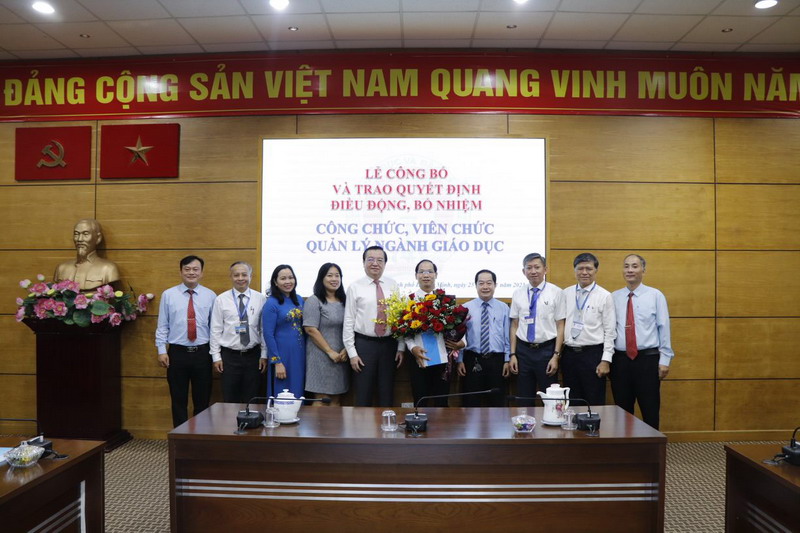 ĐẢNG CỘNG SẢN VIỆT NAM QUANG VINH MUÔN NĂM
LỄ CÔNG BỐ
VÀ TRAO QUYẾT ĐỊNH
ĐIỀU ĐỘNG, BỔ NHIỆM
CÔNG CHỨC, VIÊN CHỨC
QUẢN LÝ NGÀNH GIÁO DỤC